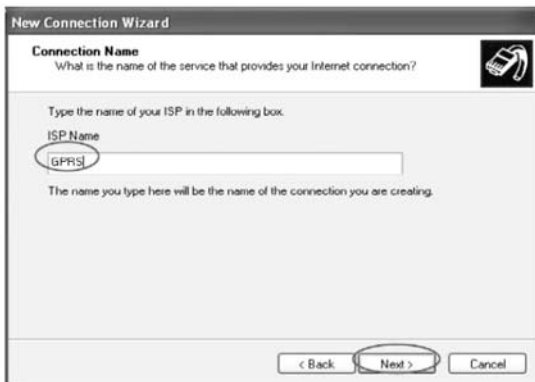 New Connection Wizard
Connection Name
What is the name of the service that provides your Internet connection?
Type the name of your ISP in the following box.
ISP Name
GPRS
The name you type here will be the name of the connection you are creating.
< Back Next > Cancel